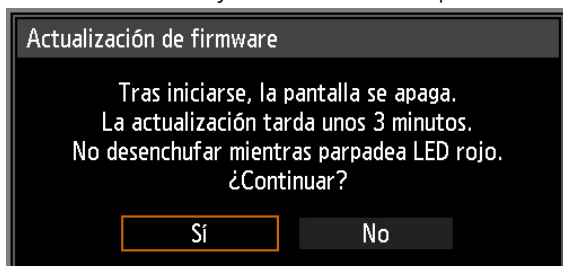 Actualización de firmware
Tras iniciarse, la pantalla se apaga.
La actualización tarda unos 3 minutos.
No desenchufar mientras parpadea LED rojo.
¿Continuar?
Sí
No